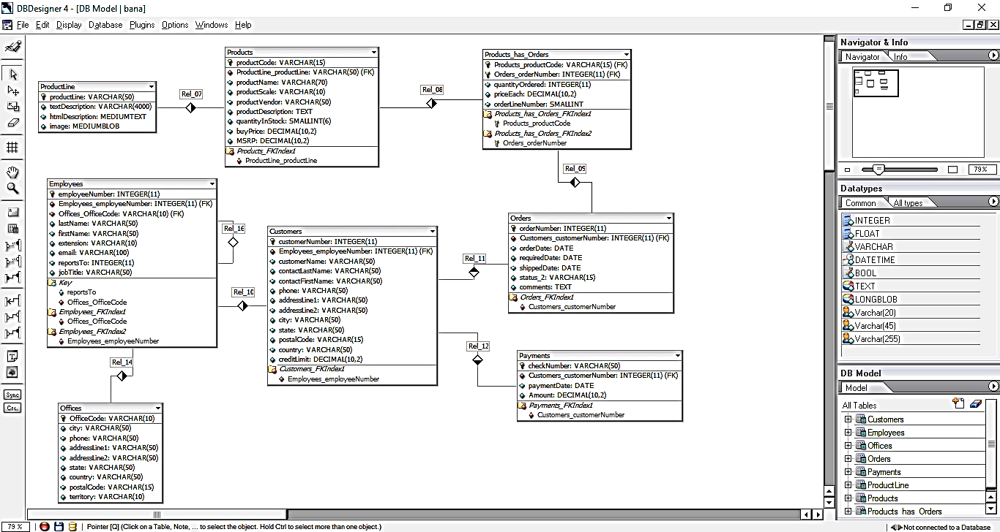 DBDesigner 4 - [DB Model | bana]
File Edit Display Database Plugins Options Windows Help
ProductLine
productLine: VARCHAR(50)
textDescription: VARCHAR(4000)
htmlDescription: MEDIUMTEXT
image: MEDIUMBLOB
Rel_07
Products
productCode: VARCHAR(15)
ProductLine_productLine: VARCHAR(50) (FK)
productName: VARCHAR(70)
productScale: VARCHAR(10)
productVendor: VARCHAR(50)
productDescription: TEXT
quantityInStock: SMALLINT(6)
buyPrice: DECIMAL(10,2)
MSRP: DECIMAL(10,2)
Products_FKIndex1
ProductLine_productLine
Rel_08
Products_has_Orders
Products_productCode: VARCHAR(15) (FK)
Orders_orderNumber: INTEGER(11) (FK)
quantityOrdered: INTEGER(11)
priceEach: DECIMAL(10,2)
orderLineNumber: SMALLINT
Products_has_Orders_FKIndex1
Products_productCode
Products_has_Orders_FKIndex2
Orders_orderNumber
Rel_09
Employees
employeeNumber: INTEGER(11)
Employees_employeeNumber: INTEGER(11) (FK)
Offices_OfficeCode: VARCHAR(10) (FK)
lastName: VARCHAR(50)
firstName: VARCHAR(50)
extension: VARCHAR(10)
email: VARCHAR(100)
reportsTo: INTEGER(11)
jobTitle: VARCHAR(50)
Key
reportsTo
Offices_OfficeCode
Employees_FKIndex1
Offices_OfficeCode
Employees_FKIndex2
Employees_employeeNumber
Rel_16
Rel_10
Customers
customerNumber: INTEGER(11)
Employees_employeeNumber: INTEGER(11) (FK)
customerName: VARCHAR(50)
contactLastName: VARCHAR(50)
contactFirstName: VARCHAR(50)
phone: VARCHAR(50)
addressLine1: VARCHAR(50)
addressLine2: VARCHAR(50)
city: VARCHAR(50)
state: VARCHAR(50)
postalCode: VARCHAR(15)
country: VARCHAR(50)
creditLimit: DECIMAL(10,2)
Customers_FKIndex1
Employees_employeeNumber
Rel_11
Orders
orderNumber: INTEGER(11)
Customers_customerNumber: INTEGER(11) (FK)
orderDate: DATE
requiredDate: DATE
shippedDate: DATE
status_2: VARCHAR(15)
comments: TEXT
Orders_FKIndex1
Customers_customerNumber
Rel_12
Payments
checkNumber: VARCHAR(50)
Customers_customerNumber: INTEGER(11) (FK)
paymentDate: DATE
Amount: DECIMAL(10,2)
Payments_FKIndex1
Customers_customerNumber
Rel_14
Offices
OfficeCode: VARCHAR(10)
city: VARCHAR(50)
phone: VARCHAR(50)
addressLine1: VARCHAR(50)
addressLine2: VARCHAR(50)
state: VARCHAR(50)
country: VARCHAR(50)
postalCode: VARCHAR(15)
territory: VARCHAR(10)
Sync
Navigator & Info
Navigator Info
79%
Datatypes
Common All types
INTEGER
FLOAT
VARCHAR
DATETIME
BOOL
TEXT
LONGBLOB
Varchar(20)
Varchar(45)
Varchar(255)
DB Model
Model
All Tables
Customers
Employees
Offices
Orders
Payments
ProductLine
Products
Products_has_Orders
79 % Pointer [Q] (Click on a Table, Note, ... to select the object. Hold Ctrl to select more than one object.) Not connected to a Database